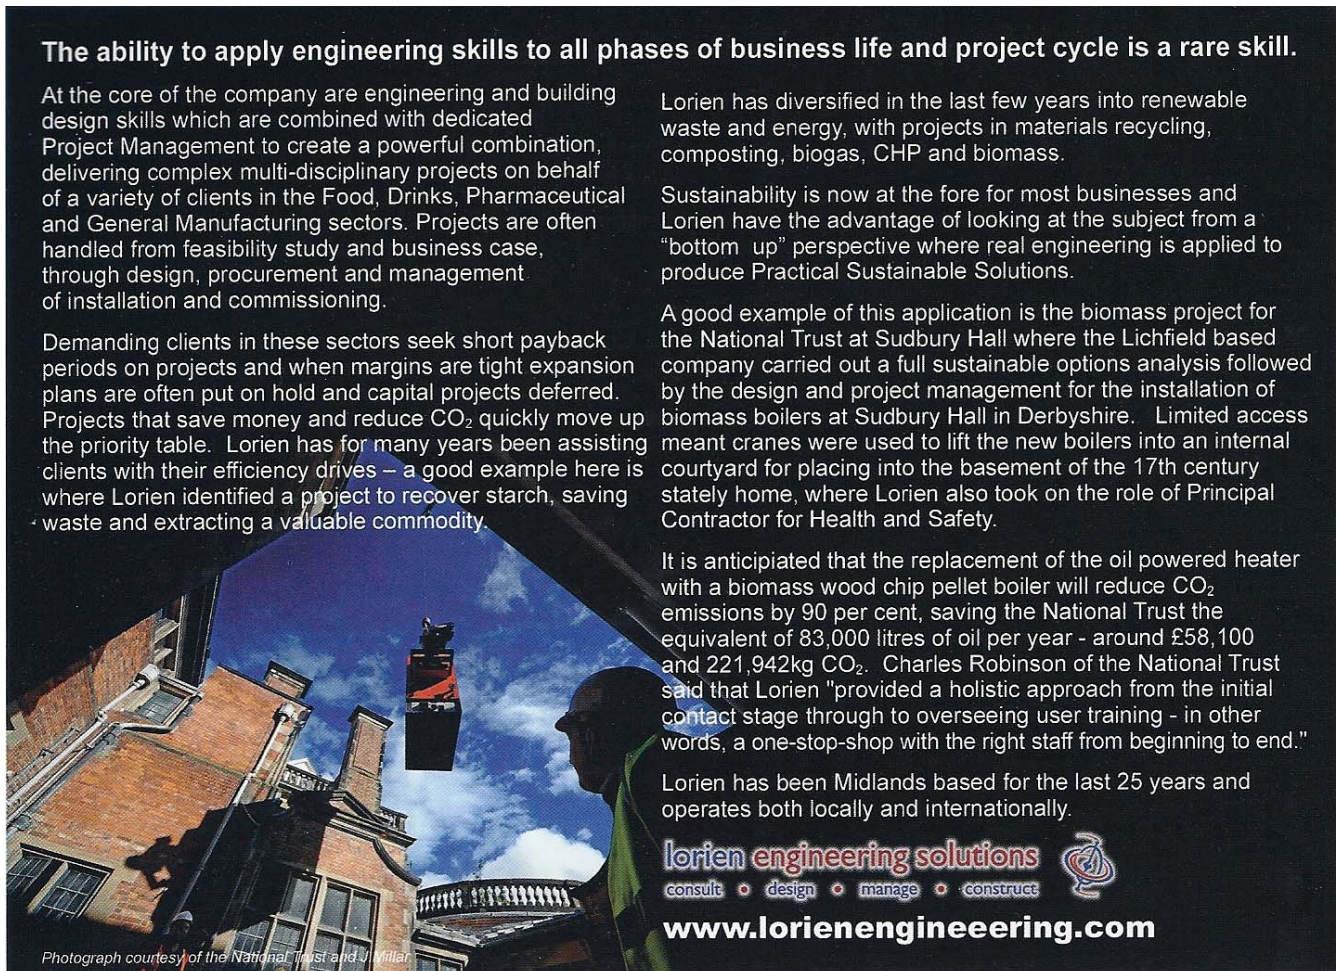 The ability to apply engineering skills to all phases of business life and project cycle is a rare skill.
At the core of the company are engineering and building
design skills which are combined with dedicated
Project Management to create a powerful combination,
delivering complex multi-disciplinary projects on behalf
of a variety of clients in the Food, Drinks, Pharmaceutical
and General Manufacturing sectors. Projects are often
handled from feasibility study and business case,
through design, procurement and management
of installation and commissioning.
Demanding clients in these sectors seek short payback
periods on projects and when margins are tight expansion
plans are often put on hold and capital projects deferred.
Projects that save money and reduce CO₂ quickly move up
the priority table.  Lorien has for many years been assisting
clients with their efficiency drives – a good example here is
where Lorien identified a project to recover starch, saving
waste and extracting a valuable commodity.
Lorien has diversified in the last few years into renewable
waste and energy, with projects in materials recycling,
composting, biogas, CHP and biomass.
Sustainability is now at the fore for most businesses and
Lorien have the advantage of looking at the subject from a
“bottom  up” perspective where real engineering is applied to
produce Practical Sustainable Solutions.
A good example of this application is the biomass project for
the National Trust at Sudbury Hall where the Lichfield based
company carried out a full sustainable options analysis followed
by the design and project management for the installation of
biomass boilers at Sudbury Hall in Derbyshire.   Limited access
meant cranes were used to lift the new boilers into an internal
courtyard for placing into the basement of the 17th century
stately home, where Lorien also took on the role of Principal
Contractor for Health and Safety.
It is anticipiated that the replacement of the oil powered heater
with a biomass wood chip pellet boiler will reduce CO₂
emissions by 90 per cent, saving the National Trust the
equivalent of 83,000 litres of oil per year - around £58,100
and 221,942kg CO₂.  Charles Robinson of the National Trust
said that Lorien "provided a holistic approach from the initial
contact stage through to overseeing user training - in other
words, a one-stop-shop with the right staff from beginning to end."
Lorien has been Midlands based for the last 25 years and
operates both locally and internationally.
lorien engineering solutions
consult • design • manage • construct
www.lorienengineeering.com
Photograph courtesy of the National Trust and J Millar.